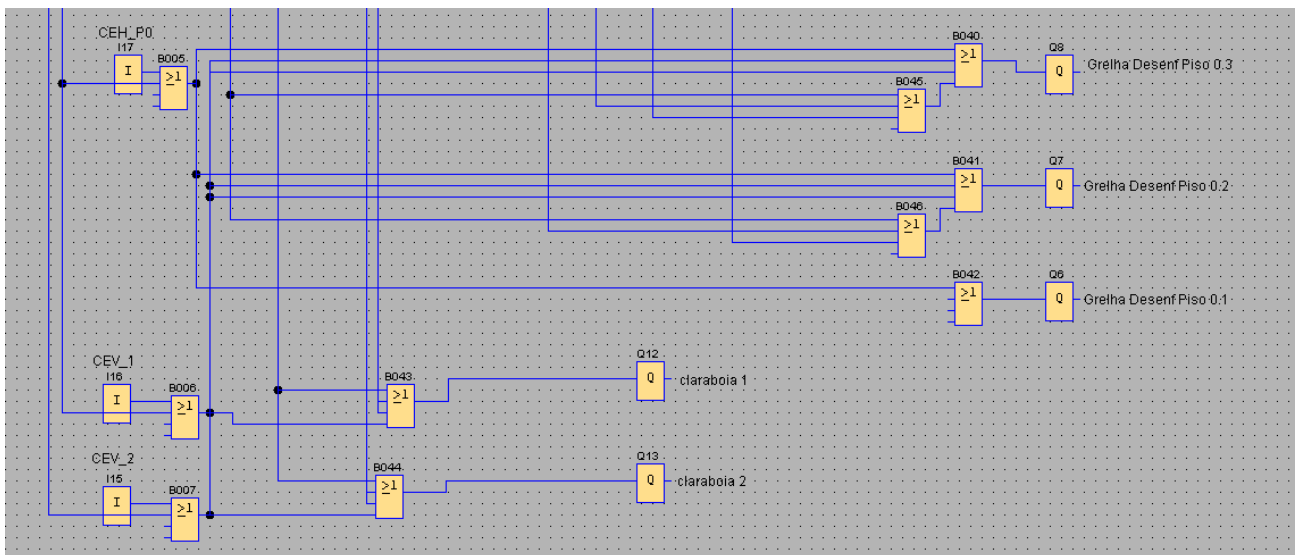 CEH_P0
I17
I
B005
≥1
B040
≥1
Q8
Q
Grelha Desenf Piso 0.3
B045
≥1
B041
≥1
Q7
Q
Grelha Desenf Piso 0.2
B046
≥1
B042
≥1
Q6
Q
Grelha Desenf Piso 0.1
CEV_1
I16
I
B006
≥1
B043
≥1
Q12
Q
claraboia 1
CEV_2
I15
I
B007
≥1
B044
≥1
Q13
Q
claraboia 2